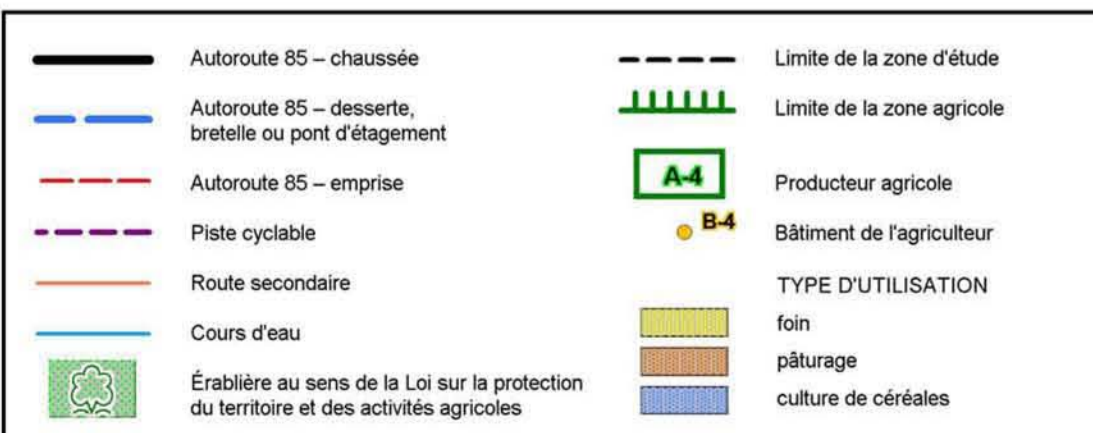 Autoroute 85 – chaussée
Autoroute 85 – desserte,
bretelle ou pont d'étagement
Autoroute 85 – emprise
Piste cyclable
Route secondaire
Cours d'eau
Érablière au sens de la Loi sur la protection
du territoire et des activités agricoles
Limite de la zone d'étude
Limite de la zone agricole
A-4
Producteur agricole
B-4
Bâtiment de l'agriculteur
TYPE D'UTILISATION
foin
pâturage
culture de céréales